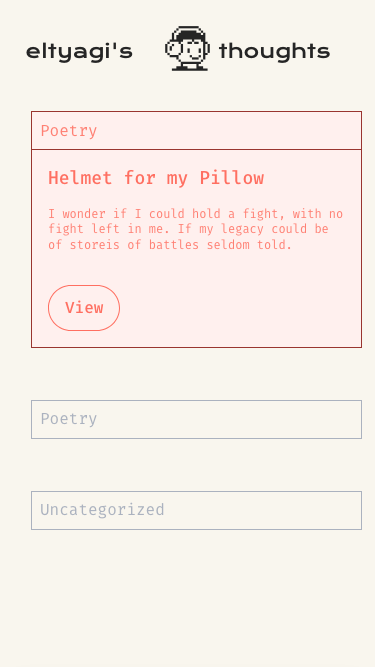 eltyagi's thoughts
Poetry
Helmet for my Pillow
I wonder if I could hold a fight, with no
fight left in me. If my legacy could be
of storeis of battles seldom told.
View
Poetry
Uncategorized